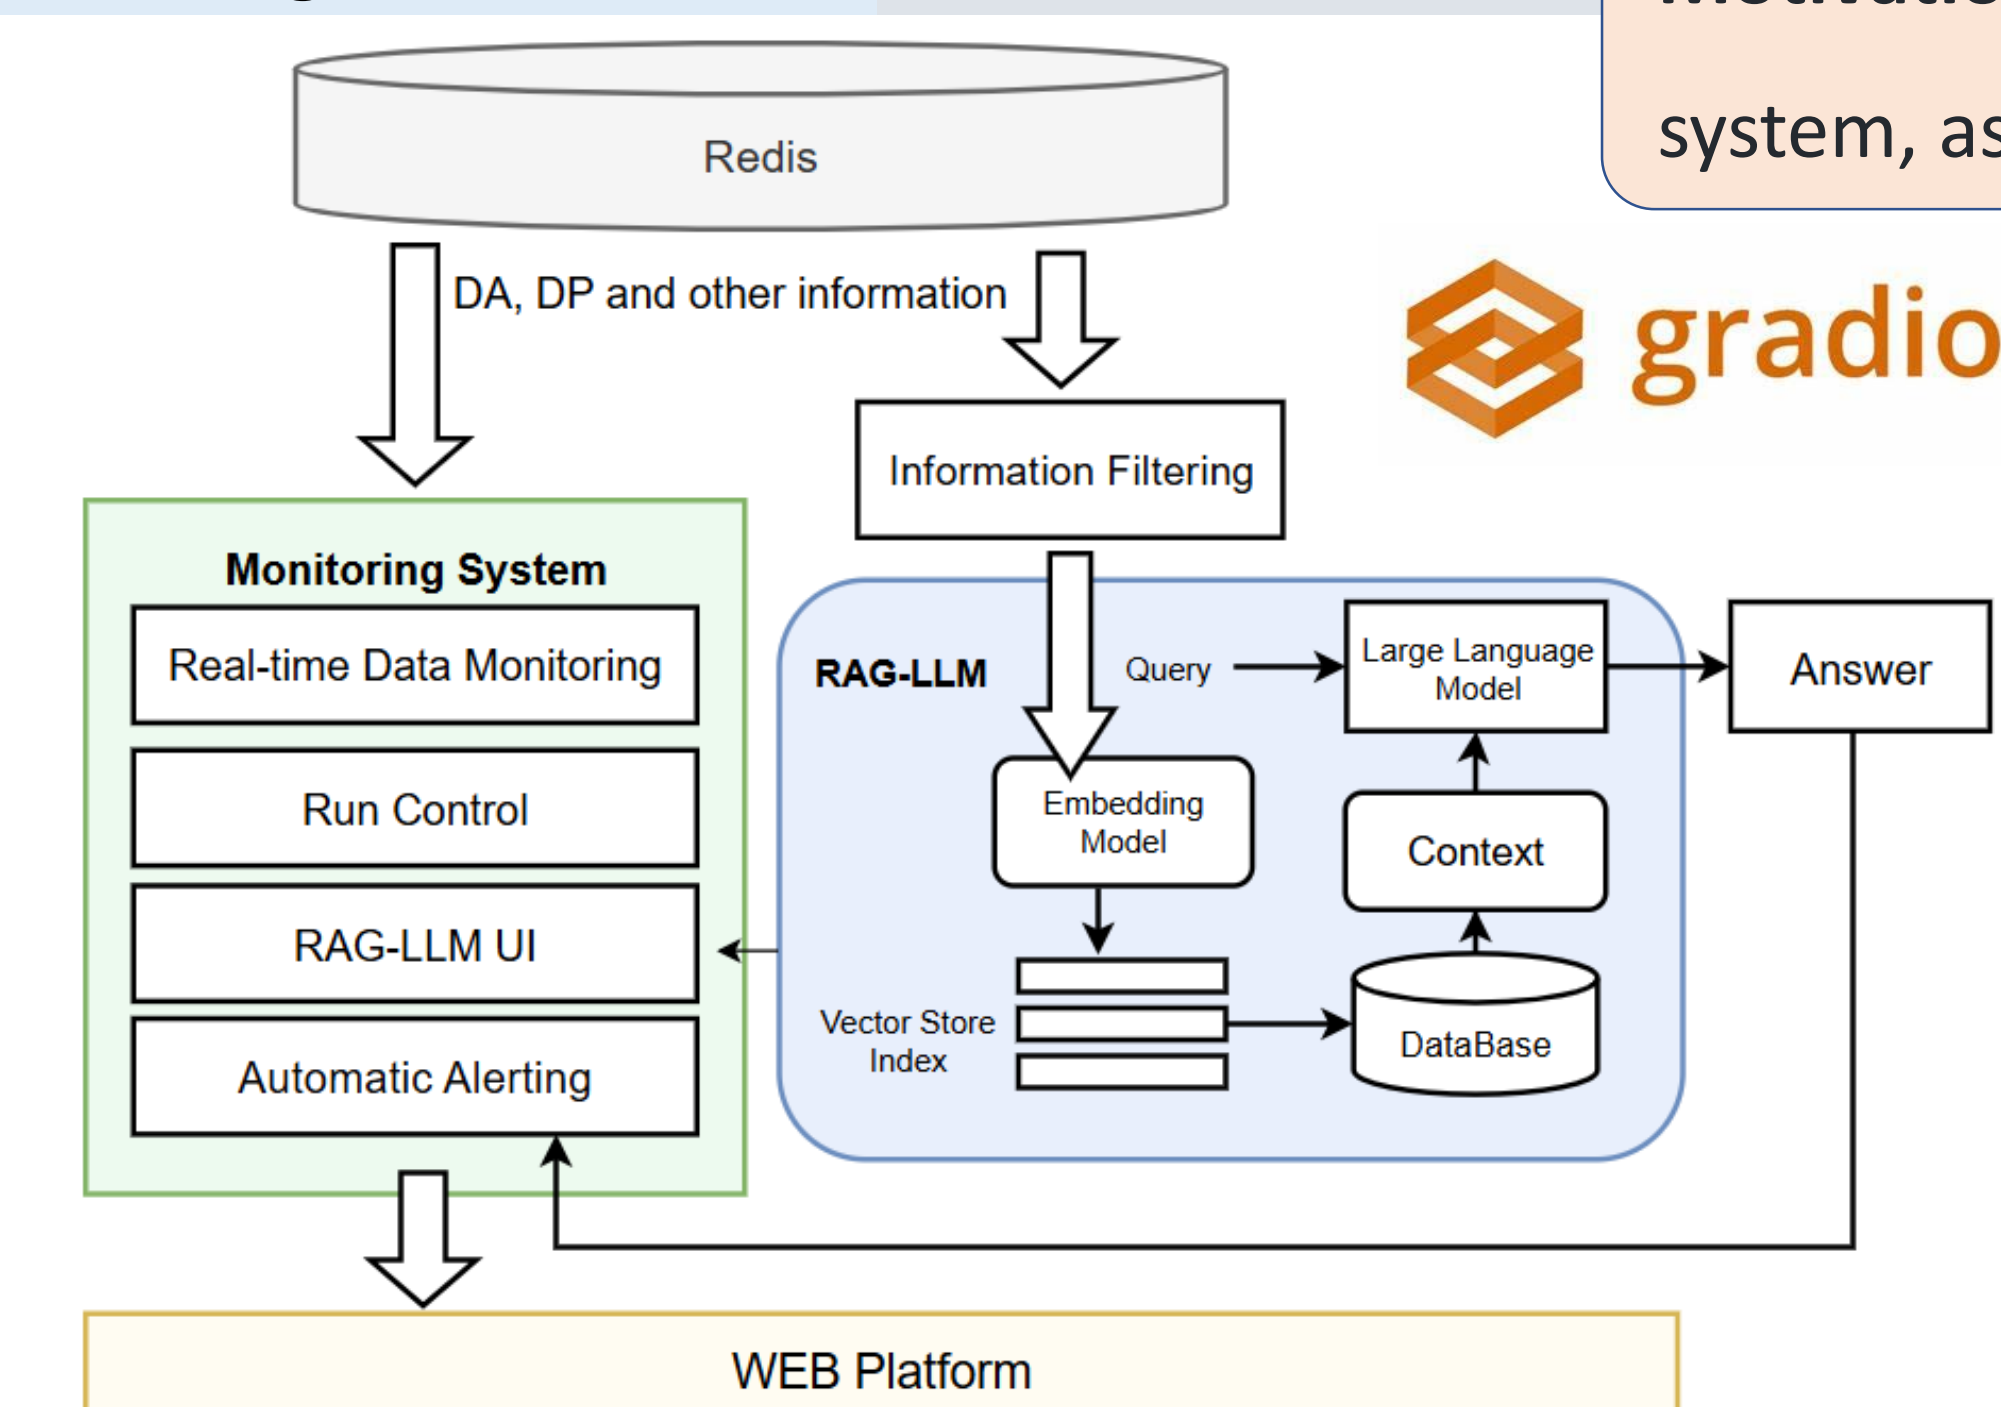 system, as
Redis
DA, DP and other information
gradio
Information Filtering
Monitoring System
Real-time Data Monitoring
Run Control
RAG-LLM UI
Automatic Alerting
RAG-LLM
Query
Large Language
Model
Answer
Embedding
Model
Context
Vector Store
Index
DataBase
WEB Platform